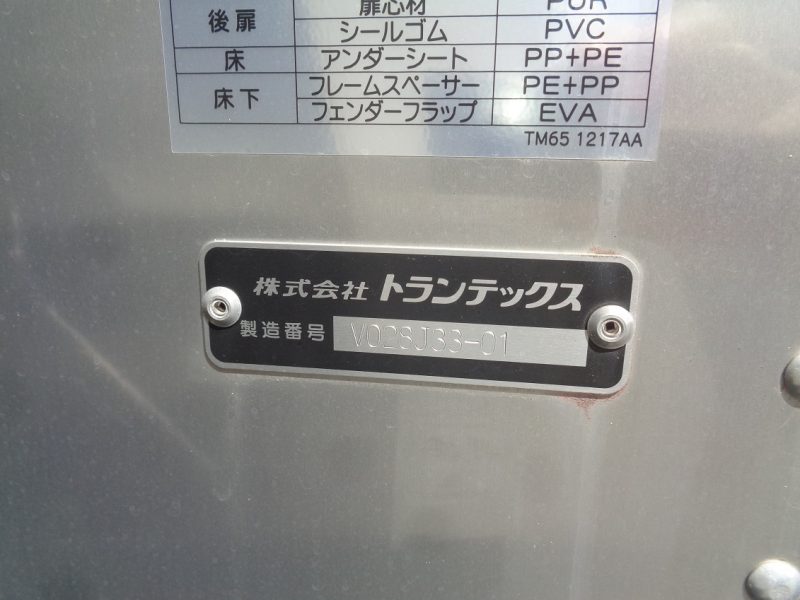 後扉 扉芯材 PUR
シールゴム PVC
床 アンダーシート PP+PE
床下 フレームスペーサー PE+PP
フェンダーフラップ EVA
TM65 1217AA
株式会社 トランテックス
製造番号 V028J33-01